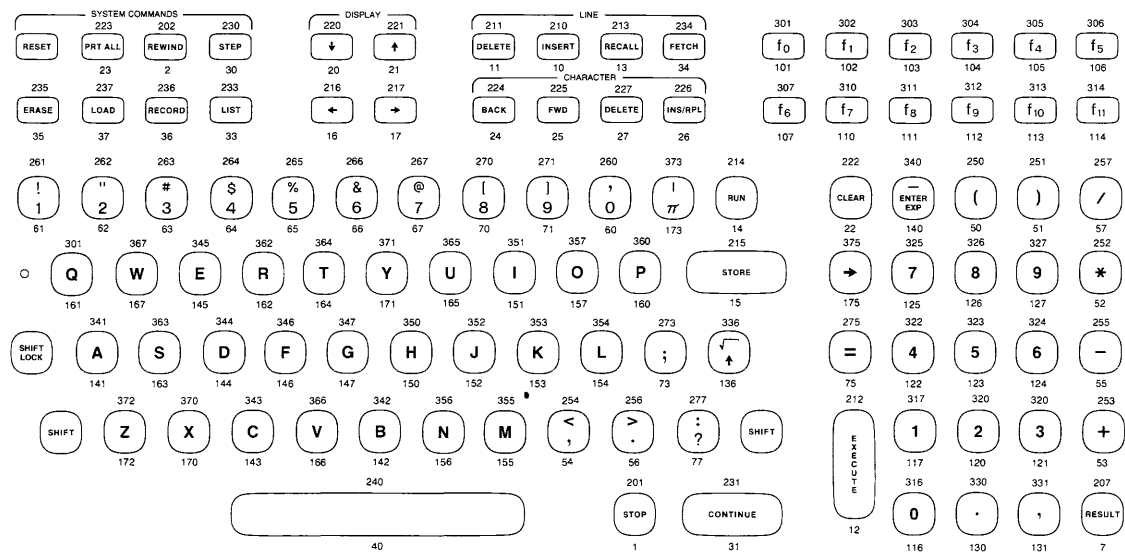 SYSTEM COMMANDS DISPLAY LINE
223 202 230 220 221 211 210 213 234 301 302 303 304 305 306
RESET PRT ALL REWIND STEP ↓ ↑ DELETE INSERT RECALL FETCH f0 f1 f2 f3 f4 f5
23 2 30 20 21 11 10 13 34 101 102 103 104 105 106
CHARACTER
235 237 236 233 216 217 224 225 227 226 307 310 311 312 313 314
ERASE LOAD RECORD LIST ← → BACK FWD DELETE INS/RPL f6 f7 f8 f9 f10 f11
35 37 36 33 16 17 24 25 27 26 107 110 111 112 113 114
261 262 263 264 265 266 267 270 271 260 373 214 222 340 250 251 257
! " # $ % & @ [ ] ' | —
1 2 3 4 5 6 7 8 9 0 π RUN CLEAR ENTER EXP ( ) /
61 62 63 64 65 66 67 70 71 60 173 14 22 140 50 51 57
301 367 345 362 364 371 365 351 357 360 215 375 325 326 327 252
Q W E R T Y U I O P STORE → 7 8 9 *
161 167 145 162 164 171 165 151 157 160 15 175 125 126 127 52
341 363 344 346 347 350 352 353 354 273 336 275 322 323 324 255
SHIFT LOCK A S D F G H J K L ; √ ↑ = 4 5 6 −
141 163 144 146 147 150 152 153 154 73 136 75 122 123 124 55
372 370 343 366 342 356 355 254 256 277 212 317 320 320 253
SHIFT Z X C V B N M < , > . : ? SHIFT EXECUTE 1 2 3 +
172 170 143 166 142 156 155 54 56 77 117 120 121 53
240 201 231 316 330 331 207
STOP CONTINUE 0 . , RESULT
40 1 31 12 116 130 131 7